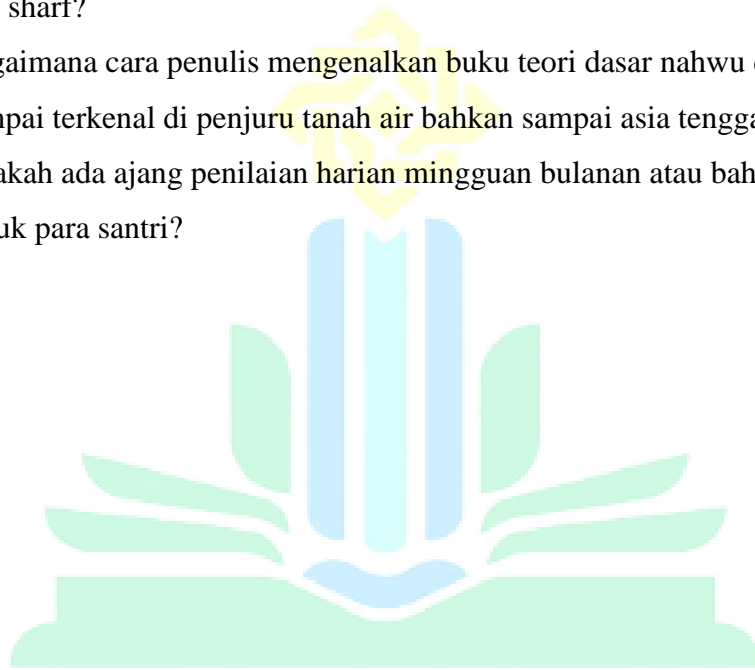 sharf?
gaimana cara penulis mengenalkan buku teori dasar nahwu
npai terkenal di penjuru tanah air bahkan sampai asia tengga
akah ada ajang penilaian harian mingguan bulanan atau bah
uk para santri?